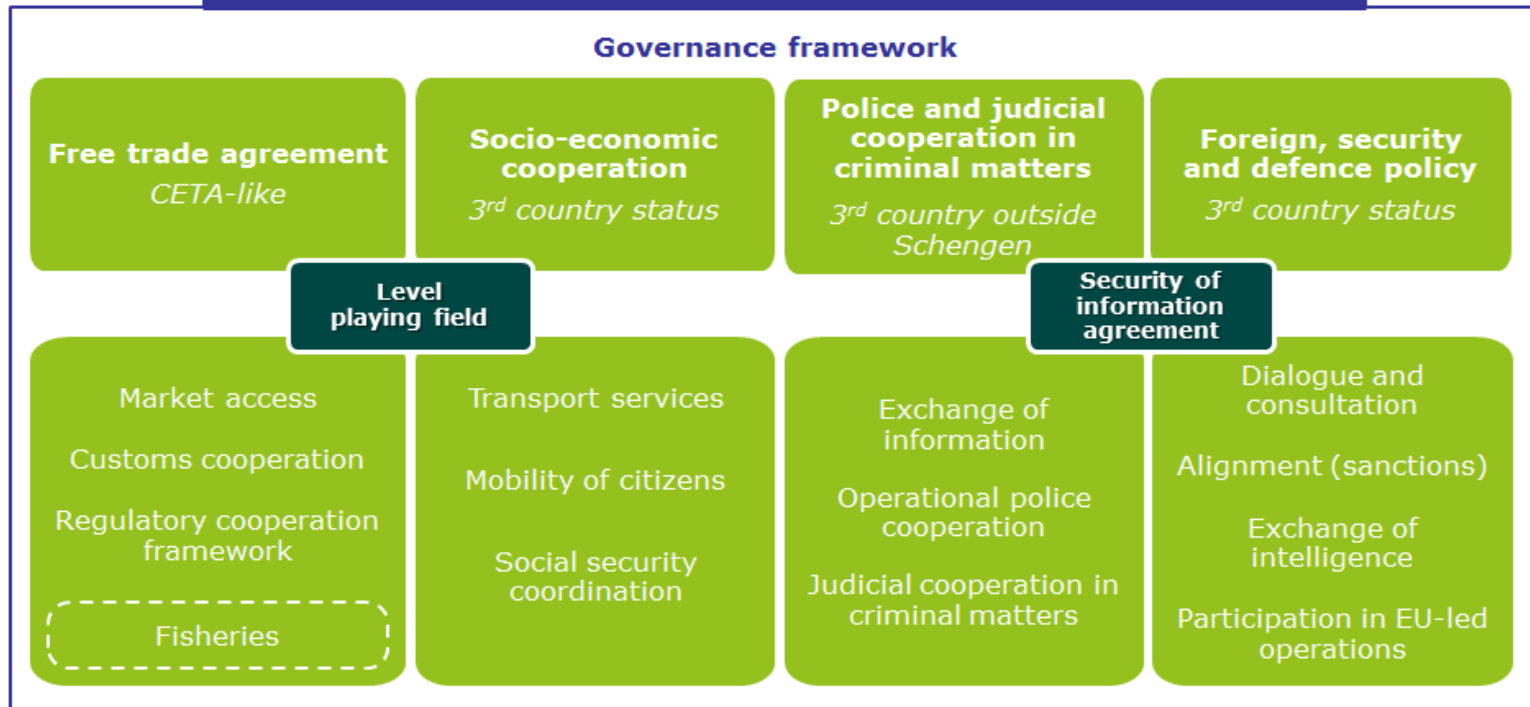 Governance framework
Free trade agreement
CETA-like
Socio-economic
cooperation
3rd country status
Police and judicial
cooperation in
criminal matters
3rd country outside
Schengen
Foreign, security
and defence policy
3rd country status
Level
playing field
Security of
information
agreement
Market access
Customs cooperation
Regulatory cooperation
framework
Fisheries
Transport services
Mobility of citizens
Social security
coordination
Exchange of
information
Operational police
cooperation
Judicial cooperation in
criminal matters
Dialogue and
consultation
Alignment (sanctions)
Exchange of
intelligence
Participation in EU-led
operations